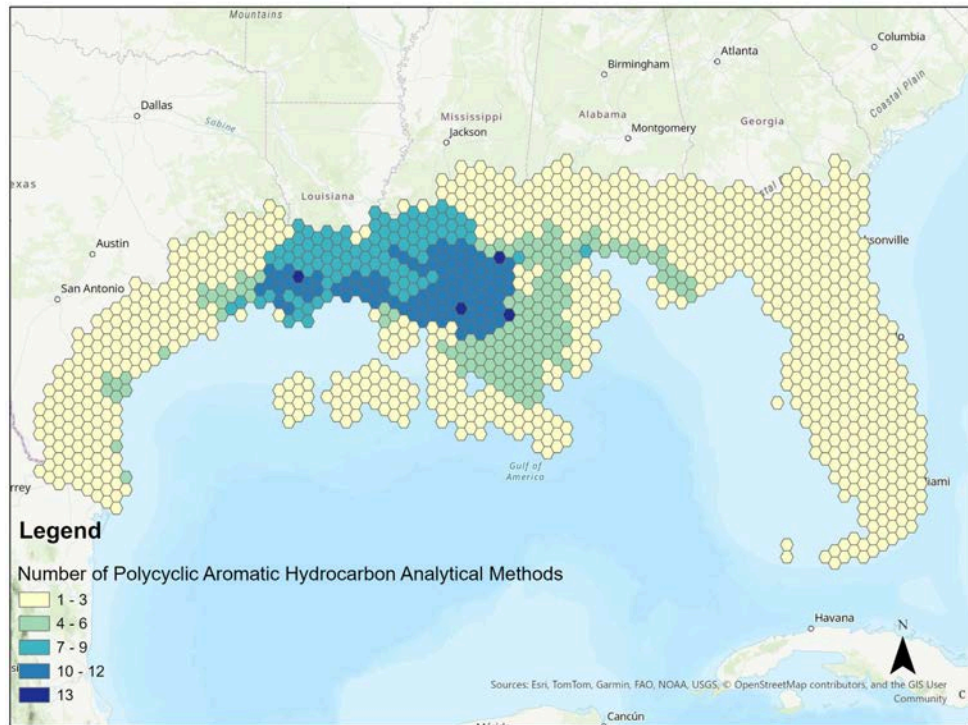 Mountains
Columbia
Atlanta
Birmingham
Dallas
Coastal Plain
Mississippi
Alabama
Georgia
Sabine
Jackson
Montgomery
exas
Louisiana
Austin
ksonville
San Antonio
Gulf of
America
rrey
iami
Legend
Number of Polycyclic Aromatic Hydrocarbon Analytical Methods
1 - 3
4 - 6
7 - 9
10 - 12
13
Havana
N
Sources: Esri, TomTom, Garmin, FAO, NOAA, USGS, © OpenStreetMap contributors, and the GIS User
Community
Cancún